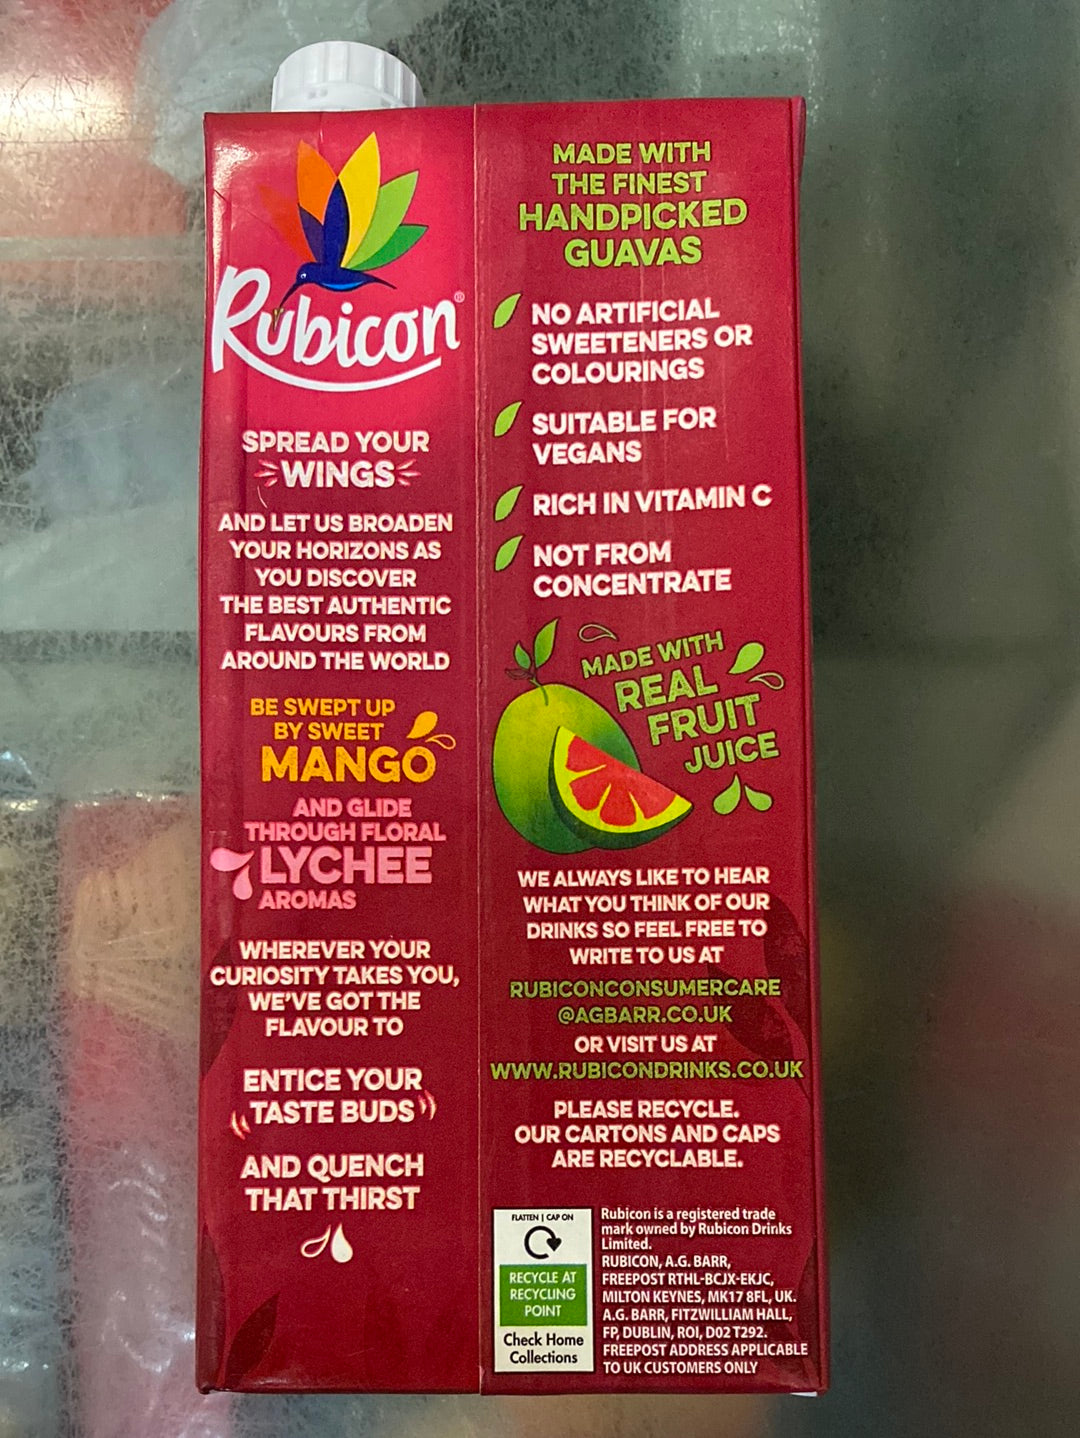 Rubicon®
SPREAD YOUR
WINGS
AND LET US BROADEN
YOUR HORIZONS AS
YOU DISCOVER
THE BEST AUTHENTIC
FLAVOURS FROM
AROUND THE WORLD
BE SWEPT UP
BY SWEET
MANGO
AND GLIDE
THROUGH FLORAL
LYCHEE
AROMAS
WHEREVER YOUR
CURIOSITY TAKES YOU,
WE'VE GOT THE
FLAVOUR TO
ENTICE YOUR
TASTE BUDS
AND QUENCH
THAT THIRST
MADE WITH
THE FINEST
HANDPICKED
GUAVAS
NO ARTIFICIAL
SWEETENERS OR
COLOURINGS
SUITABLE FOR
VEGANS
RICH IN VITAMIN C
NOT FROM
CONCENTRATE
MADE WITH
REAL
FRUIT
JUICE
WE ALWAYS LIKE TO HEAR
WHAT YOU THINK OF OUR
DRINKS SO FEEL FREE TO
WRITE TO US AT
RUBICONCONSUMERCARE
@AGBARR.CO.UK
OR VISIT US AT
WWW.RUBICONDRINKS.CO.UK
PLEASE RECYCLE.
OUR CARTONS AND CAPS
ARE RECYCLABLE.
FLATTEN | CAP ON
RECYCLE AT
RECYCLING
POINT
Check Home
Collections
Rubicon is a registered trade
mark owned by Rubicon Drinks
Limited.
RUBICON, A.G. BARR,
FREEPOST RTHL-BCJX-EKJC,
MILTON KEYNES, MK17 8FL, UK.
A.G. BARR, FITZWILLIAM HALL,
FP, DUBLIN, ROI, D02 T292.
FREEPOST ADDRESS APPLICABLE
TO UK CUSTOMERS ONLY